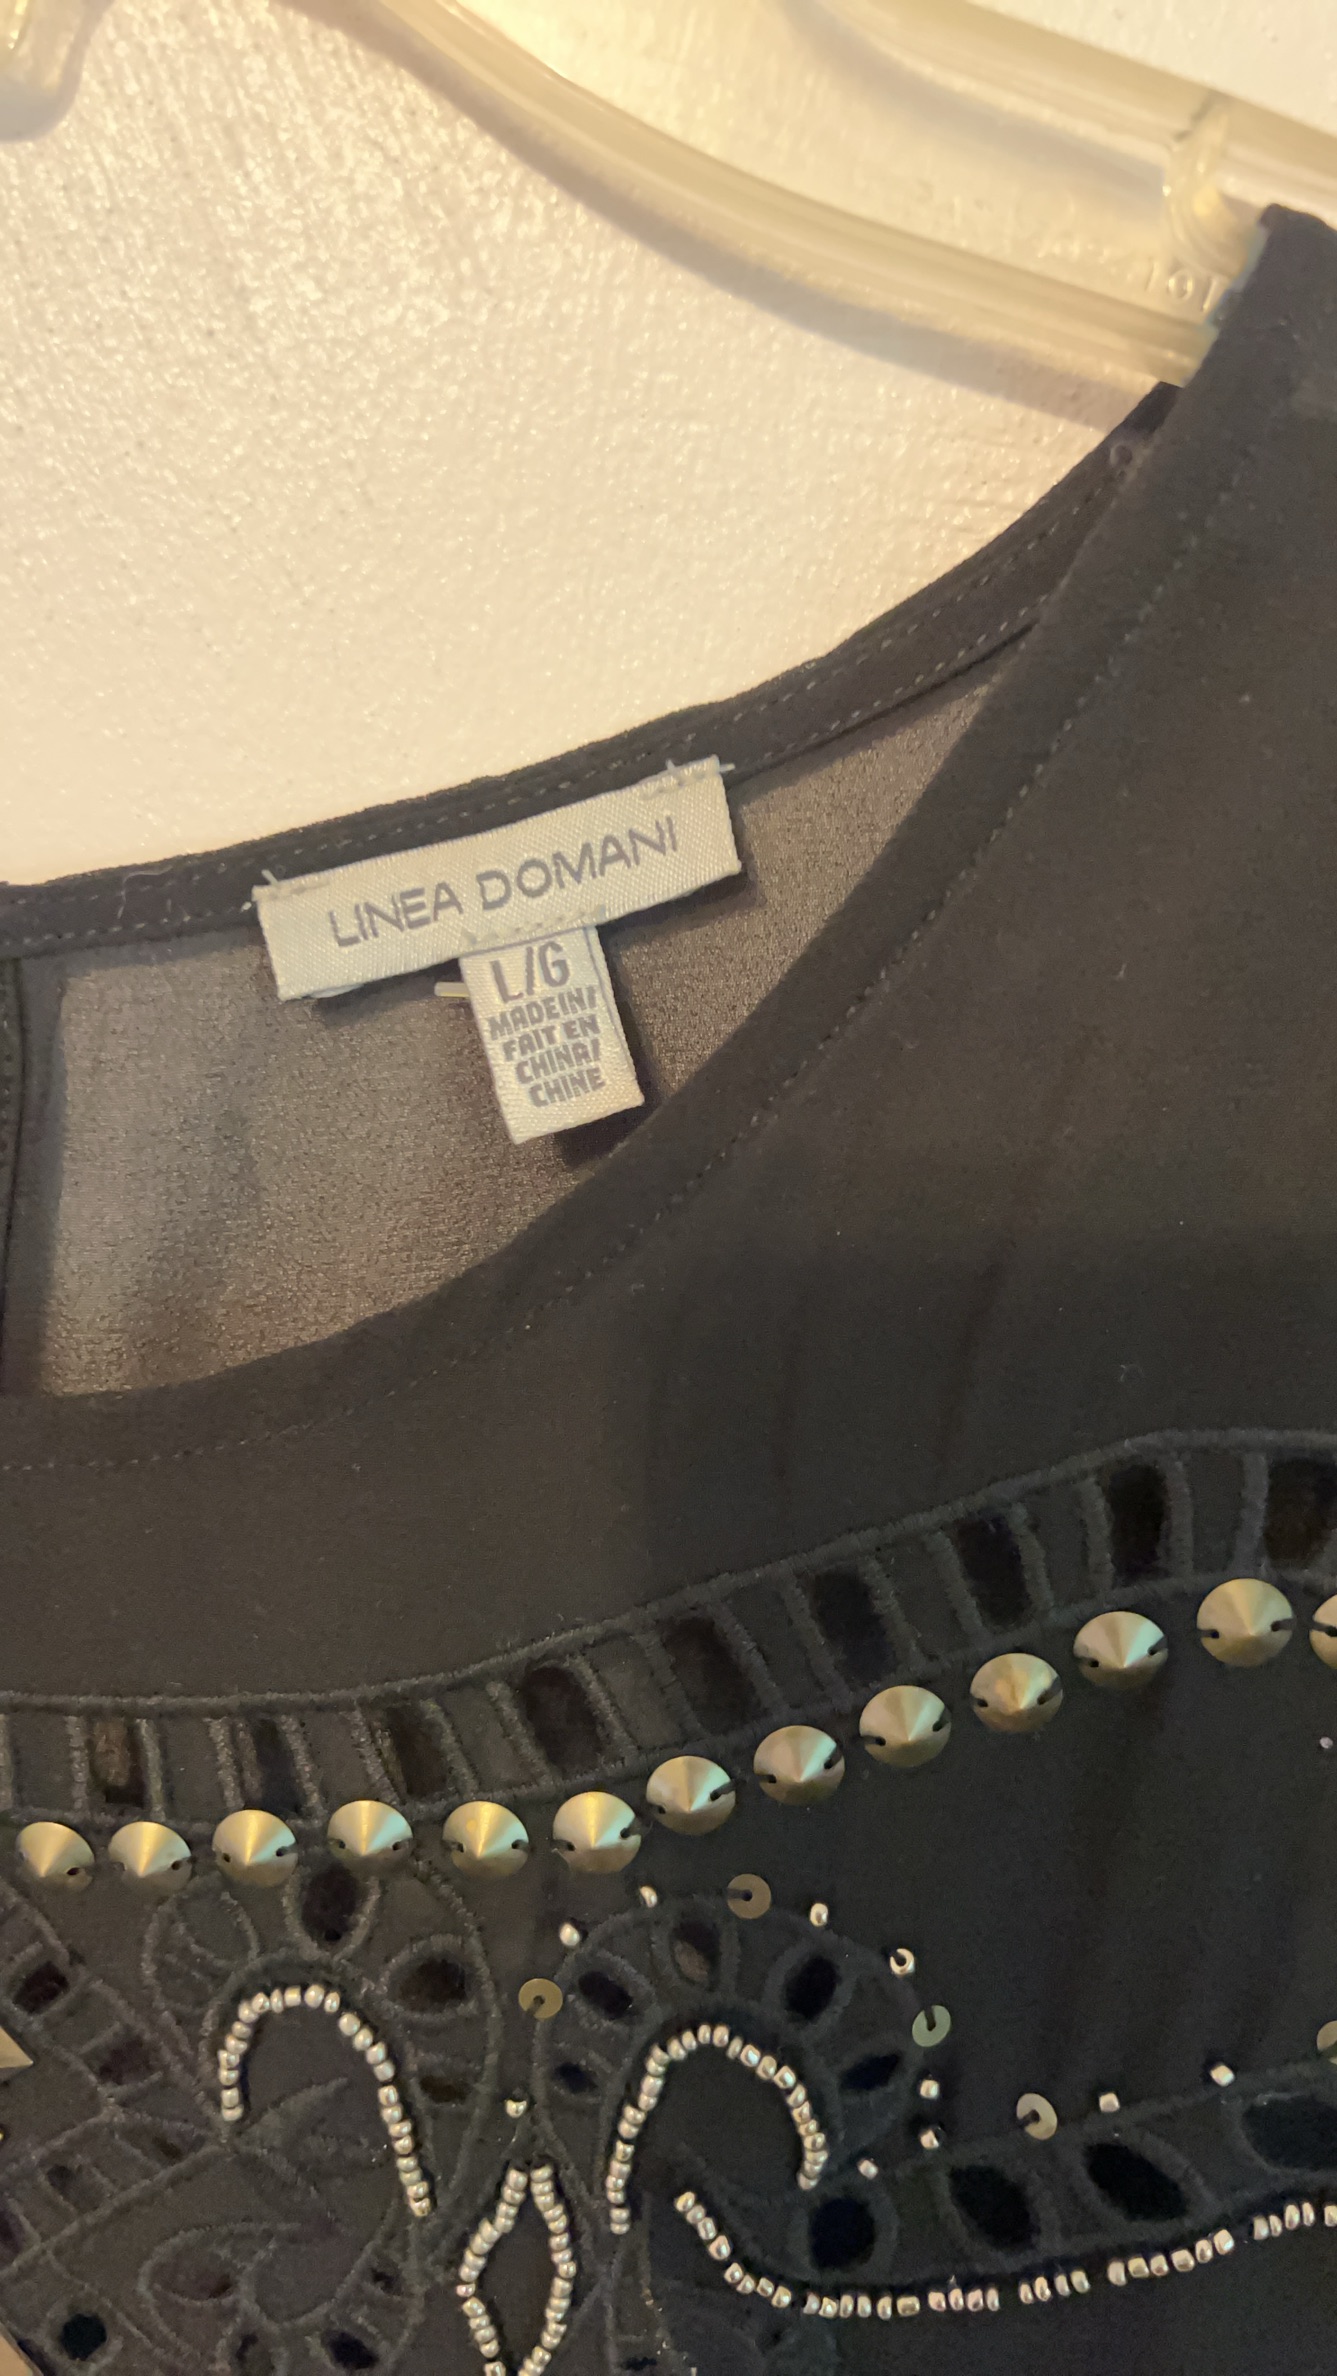 LINEA DOMANI
L/G
MADE IN/
FAIT EN
CHINA/
CHINE